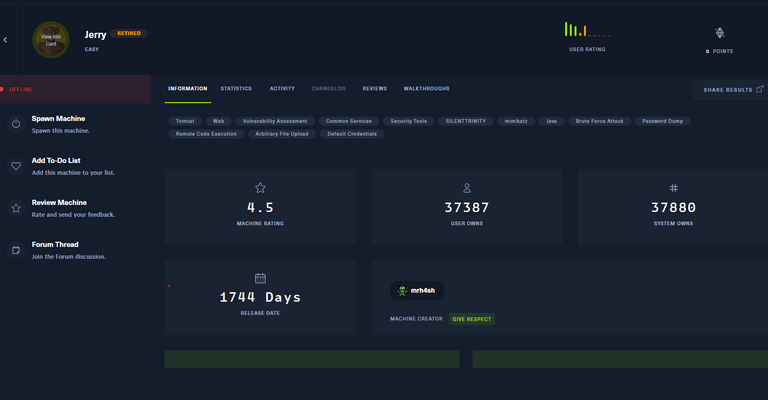 View Info
Card
Jerry RETIRED
EASY
USER RATING
0 POINTS
OFFLINE
INFORMATION STATISTICS ACTIVITY CHANGELOG REVIEWS WALKTHROUGHS
SHARE RESULTS
Spawn Machine
Spawn this machine.
Add To-Do List
Add this machine to your list.
Review Machine
Rate and send your feedback.
Forum Thread
Join the Forum discussion.
Tomcat Web Vulnerability Assessment Common Services Security Tools SILENTTRINITY mimikatz Java Brute Force Attack Password Dump
Remote Code Execution Arbitrary File Upload Default Credentials
4.5
MACHINE RATING
37387
USER OWNS
37880
SYSTEM OWNS
1744 Days
RELEASE DATE
mrh4sh
MACHINE CREATOR GIVE RESPECT